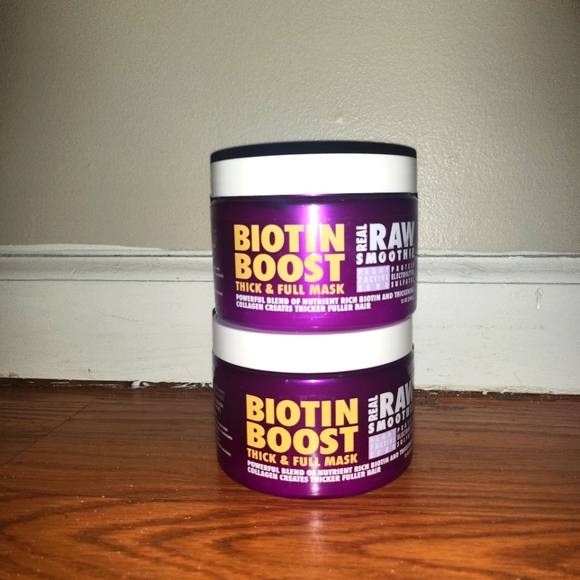 BIOTIN
BOOST
THICK & FULL MASK
POWERFUL BLEND OF NUTRIENT RICH BIOTIN AND
COLLAGEN CREATES THICKER FULLER HAIR
REAL
RAW
SMOOTHIE
PROTEIN
BIOTIN
BOOST
THICK & FULL MASK
POWERFUL BLEND OF NUTRIENT RICH BIOTIN AND
COLLAGEN CREATES THICKER FULLER HAIR
REAL
RAW